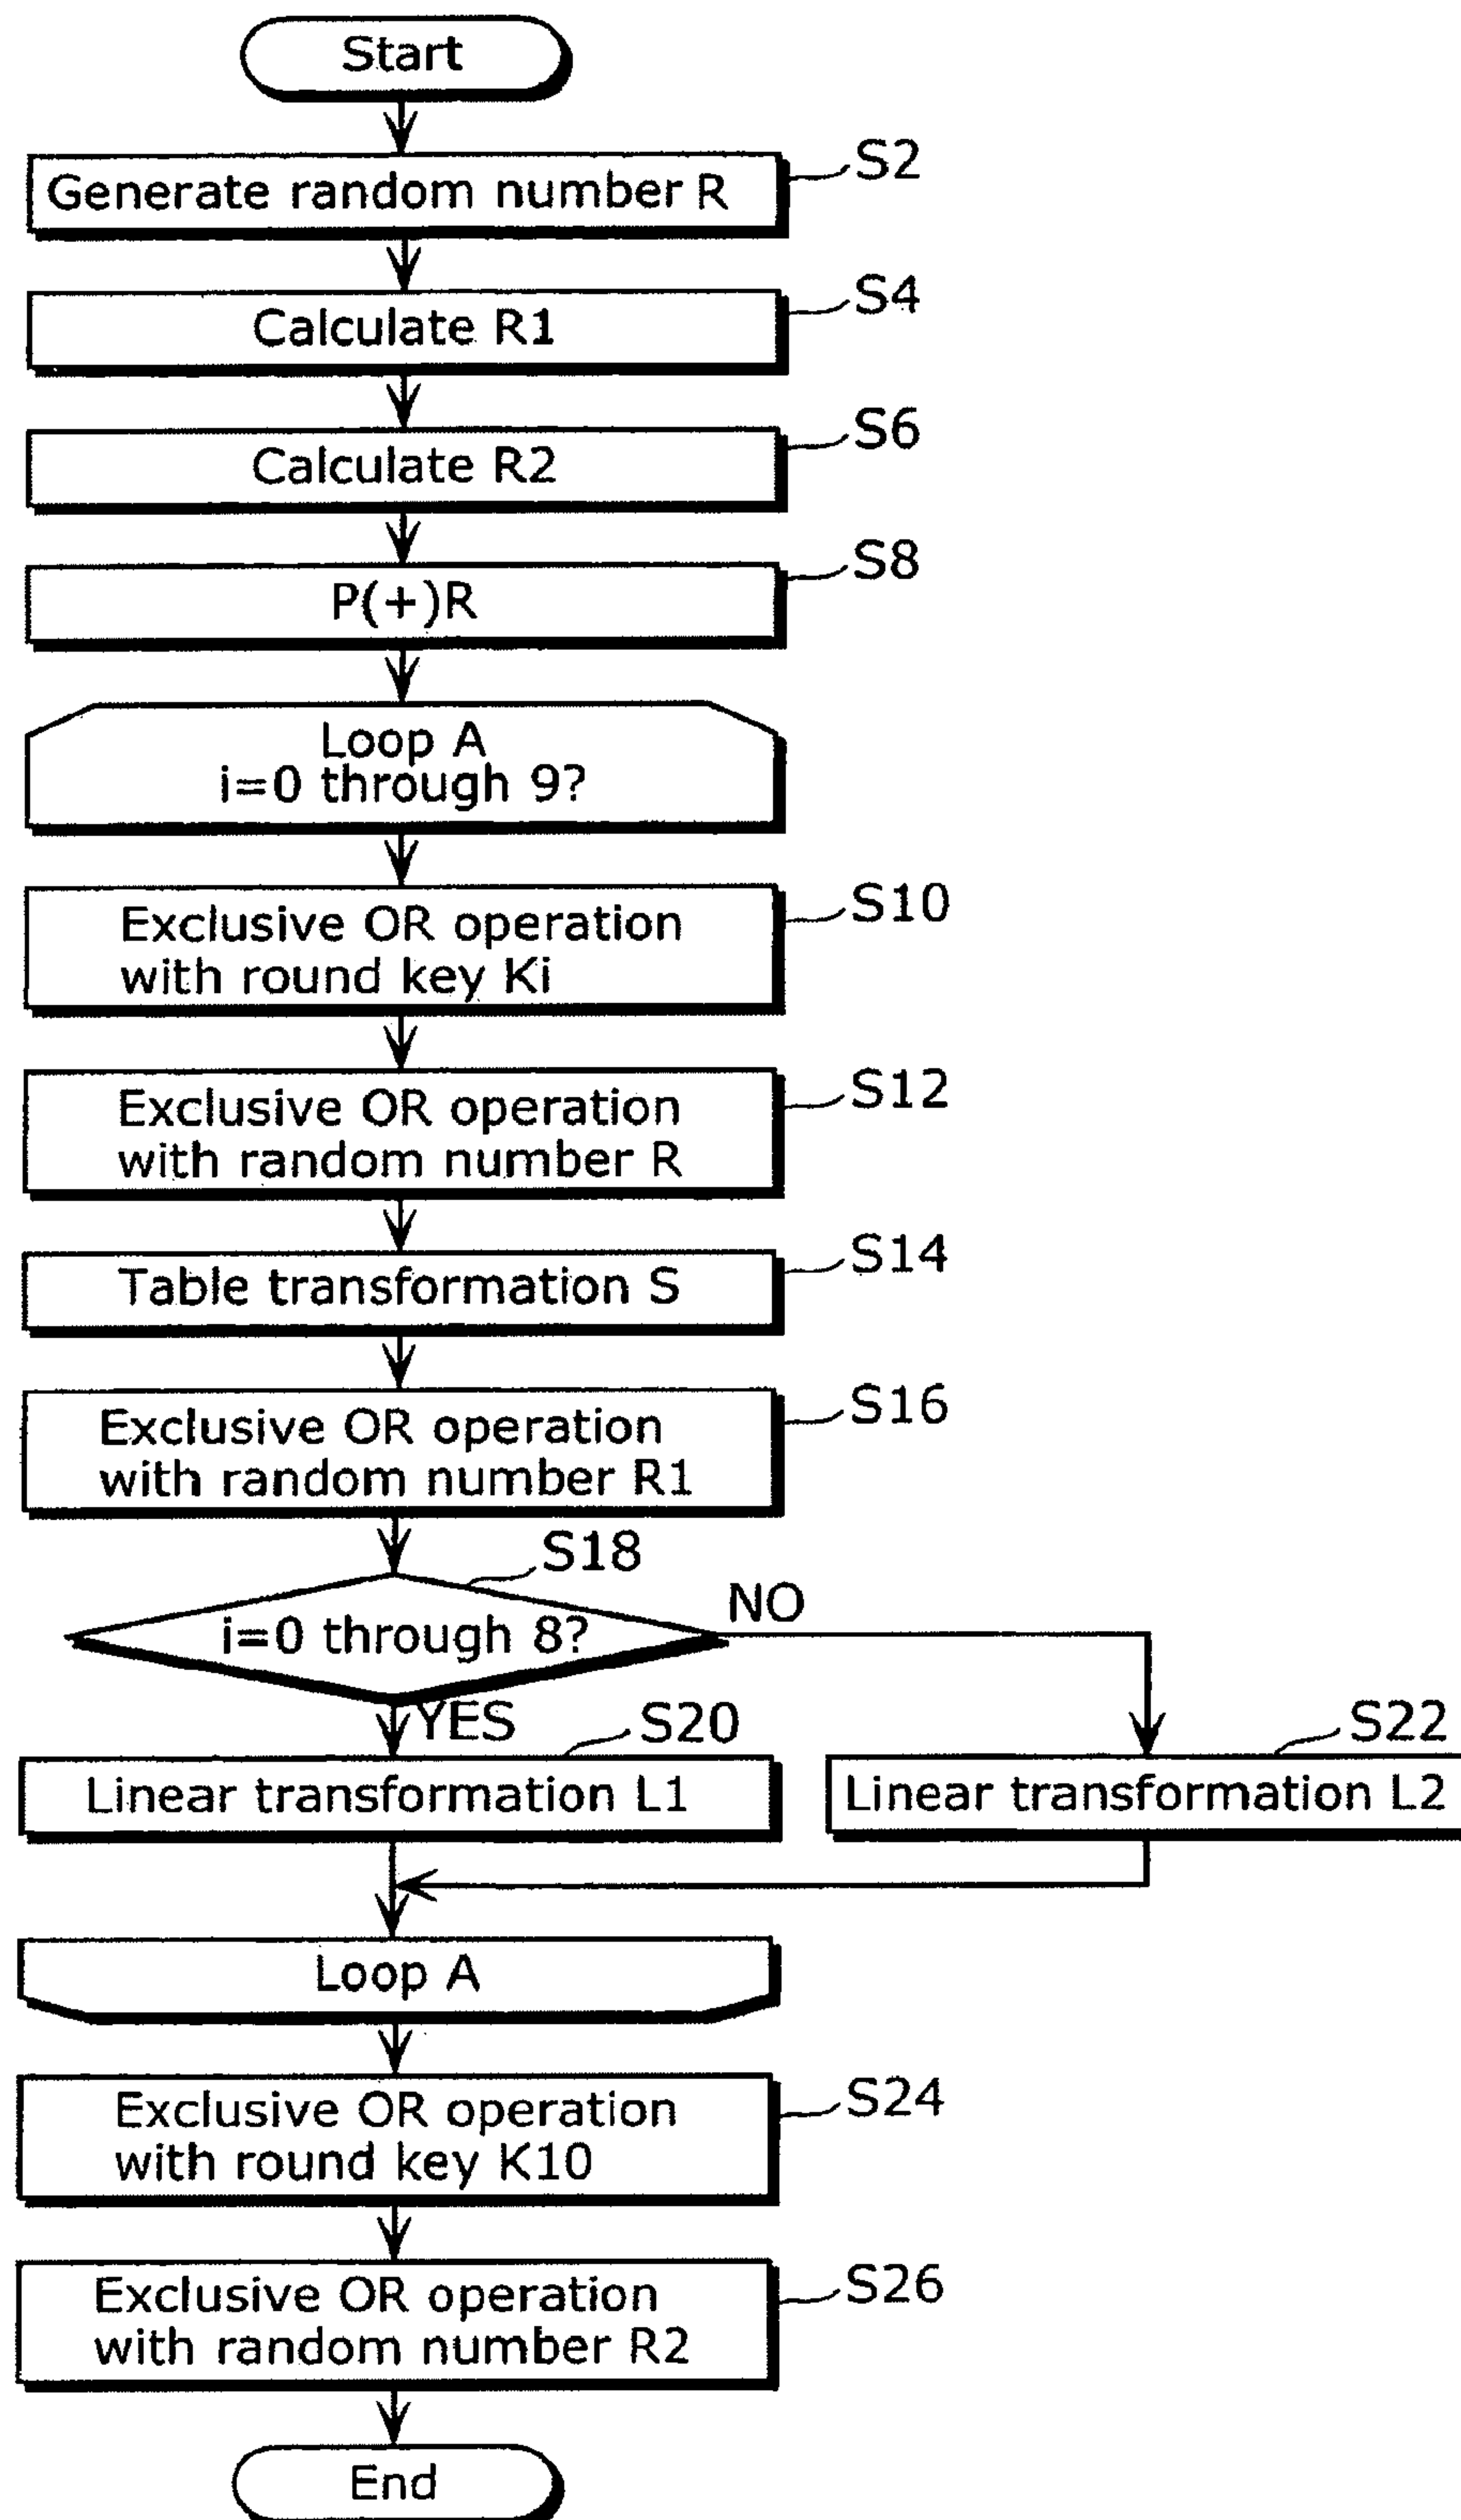 Start
Generate random number R
S2
Calculate R1
S4
Calculate R2
S6
P(+)R
S8
Loop A
i=0 through 9?
Exclusive OR operation
with round key Ki
S10
Exclusive OR operation
with random number R
S12
Table transformation S
S14
Exclusive OR operation
with random number R1
S16
S18
i=0 through 8?
NO
YES
S20
S22
Linear transformation L1
Linear transformation L2
Loop A
Exclusive OR operation
with round key K10
S24
Exclusive OR operation
with random number R2
S26
End